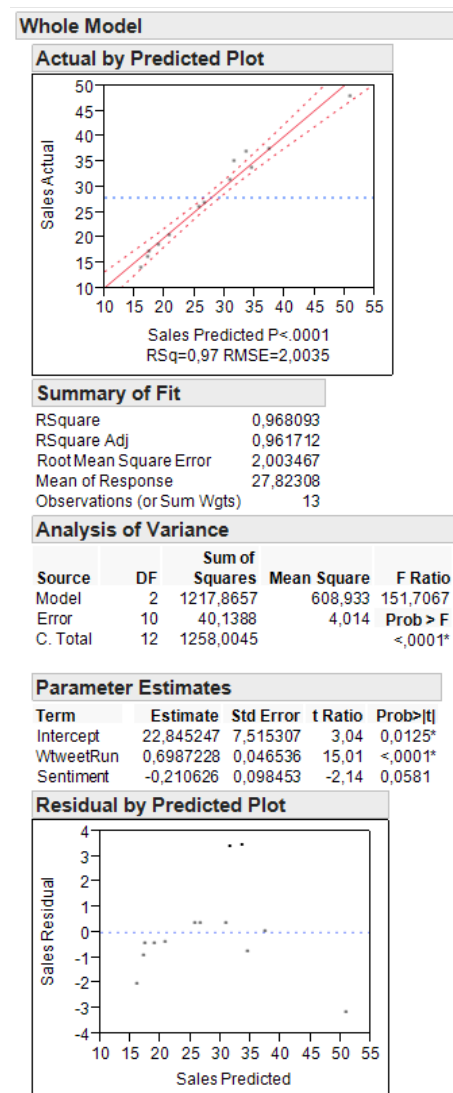 Whole Model
Actual by Predicted Plot
50
45
40
35
30
25
20
15
10
Sales Actual
10 15 20 25 30 35 40 45 50 55
Sales Predicted P<.0001
RSq=0,97 RMSE=2,0035
Summary of Fit
RSquare 0,968093
RSquare Adj 0,961712
Root Mean Square Error 2,003467
Mean of Response 27,82308
Observations (or Sum Wgts) 13
Analysis of Variance
Sum of
Source DF Squares Mean Square F Ratio
Model 2 1217,8657 608,933 151,7067
Error 10 40,1388 4,014 Prob > F
C. Total 12 1258,0045 <,0001*
Parameter Estimates
Term Estimate Std Error t Ratio Prob>|t|
Intercept 22,845247 7,515307 3,04 0,0125*
WtweetRun 0,6987228 0,046536 15,01 <,0001*
Sentiment -0,210626 0,098453 -2,14 0,0581
Residual by Predicted Plot
4
3
2
1
0
-1
-2
-3
-4
Sales Residual
10 15 20 25 30 35 40 45 50 55
Sales Predicted